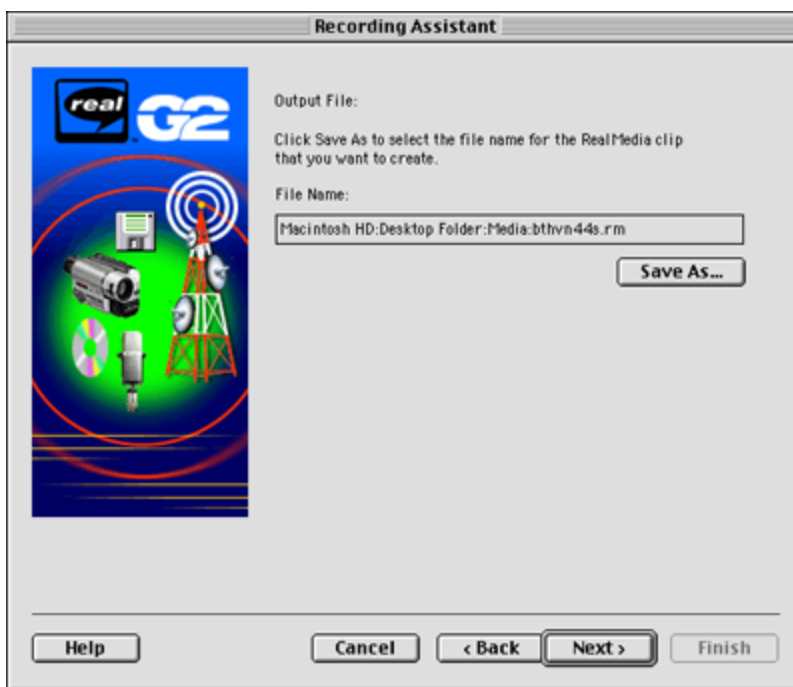 Recording Assistant
real
G2
Output File:
Click Save As to select the file name for the RealMedia clip
that you want to create.
File Name:
Macintosh HD:Desktop Folder:Media:bthvn44s.rm
Save As...
Help
Cancel
‹ Back
Next ›
Finish